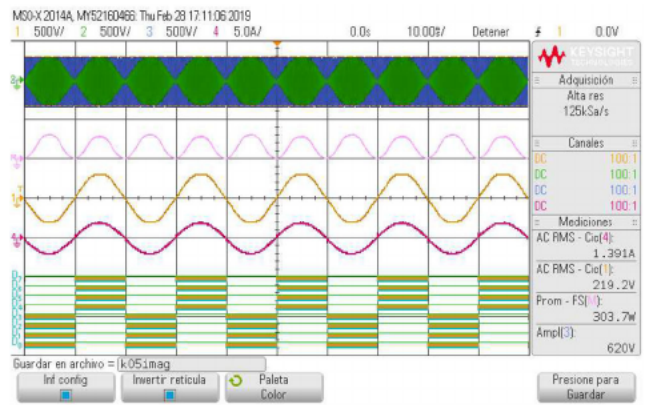 MSO-X 2014A, MY52160466: Thu Feb 28 17:11:06 2019
1 500V/ 2 500V/ 3 500V/ 4 5.0A/ 0.0s 10.00%/ Detener 1 0.0V
KEYSIGHT
TECHNOLOGIES
Adquisición
Alta res
125kSa/s
Canales
DC 100:1
DC 100:1
DC 100:1
DC 100:1
Mediciones
AC RMS - Cic(4):
1.391A
AC RMS - Cic(1):
219.2V
Prom - FS(M):
303.7W
Ampl(3):
620V
Guardar en archivo = k05imag
Inf config
Invertir retícula
Paleta
Color
Presione para
Guardar